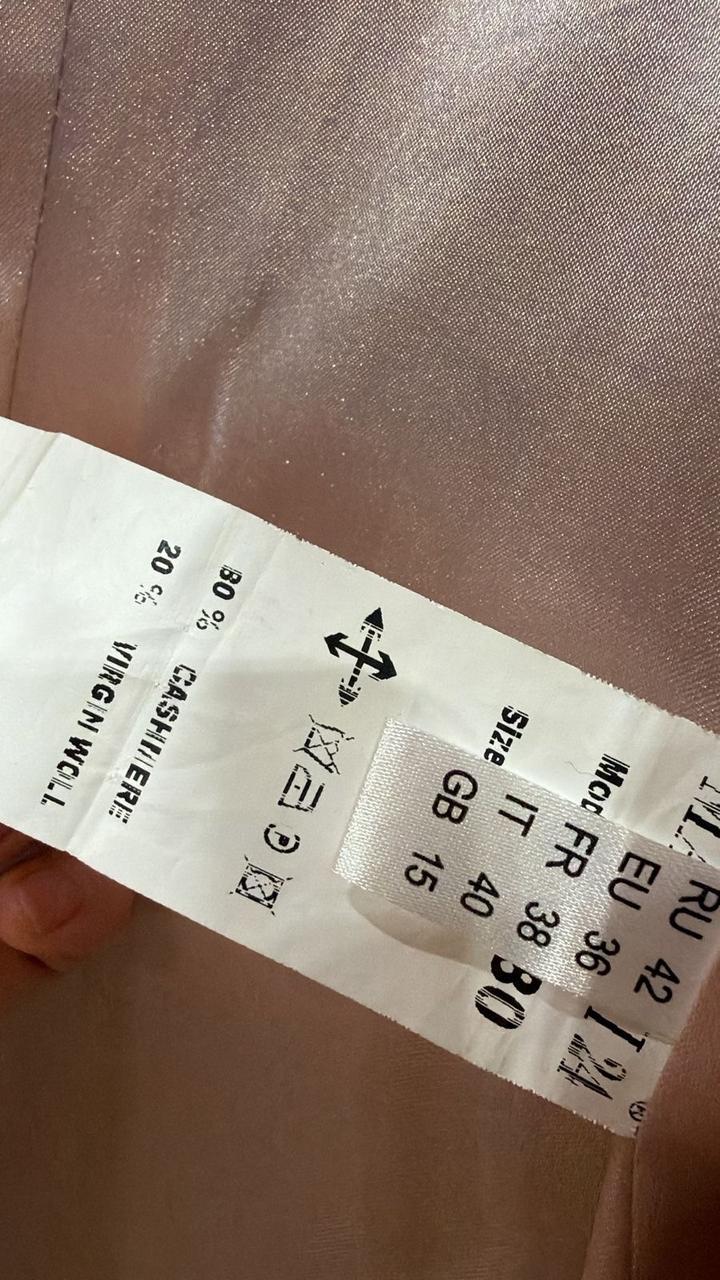 RU 42
EU 36
FR 38
IT 40
GB 15
Size
P
80 % CASHMERE
20 % VIRGIN WOLL